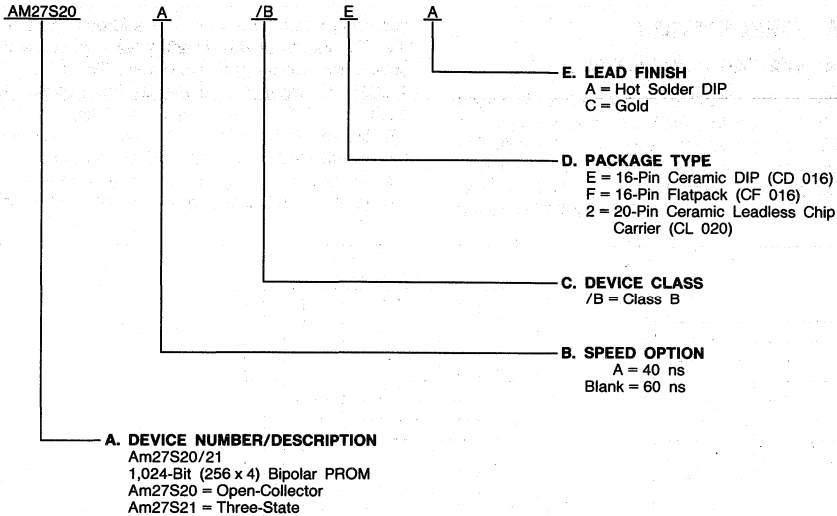 AM27S20 A /B E A
E. LEAD FINISH
A = Hot Solder DIP
C = Gold
D. PACKAGE TYPE
E = 16-Pin Ceramic DIP (CD 016)
F = 16-Pin Flatpack (CF 016)
2 = 20-Pin Ceramic Leadless Chip
Carrier (CL 020)
C. DEVICE CLASS
/B = Class B
B. SPEED OPTION
A = 40 ns
Blank = 60 ns
A. DEVICE NUMBER/DESCRIPTION
Am27S20/21
1,024-Bit (256 x 4) Bipolar PROM
Am27S20 = Open-Collector
Am27S21 = Three-State